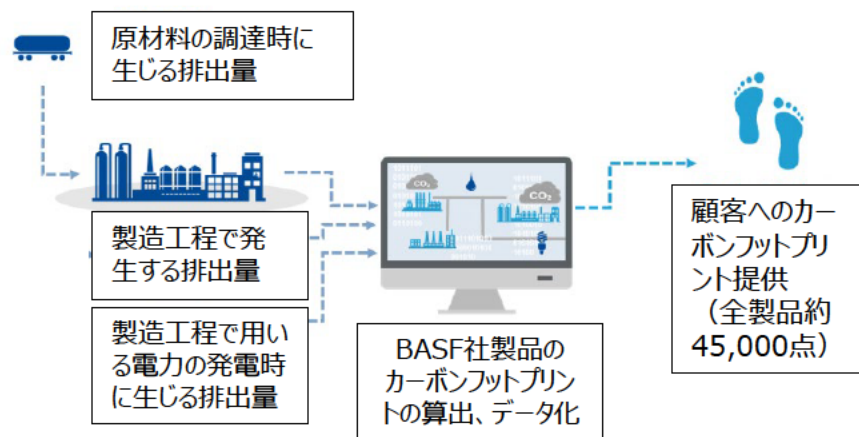 原材料の調達時に
生じる排出量
製造工程で発
生する排出量
製造工程で用い
る電力の発電時
に生じる排出量
CO₂
CO₂
BASF社製品の
カーボンフットプリン
トの算出、データ化
顧客へのカー
ボンフットプリ
ント提供
（全製品約
45,000点）